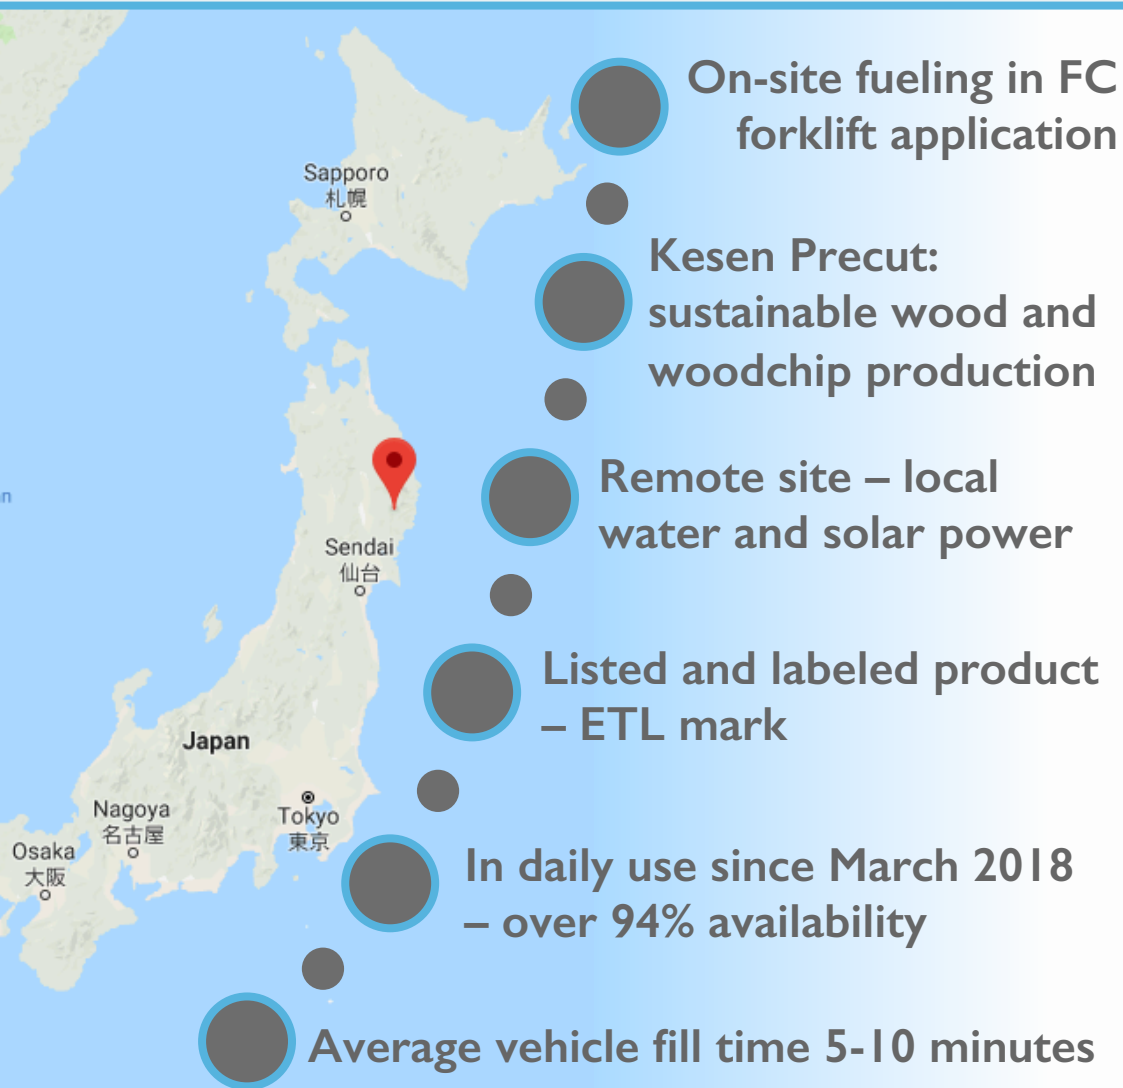 On-site fueling in FC
forklift application
Sapporo
札幌
Kesen Precut:
sustainable wood and
woodchip production
Remote site – local
water and solar power
n
Sendai
仙台
Listed and labeled product
– ETL mark
Japan
Nagoya
名古屋
Tokyo
東京
Osaka
大阪
In daily use since March 2018
– over 94% availability
Average vehicle fill time 5-10 minutes